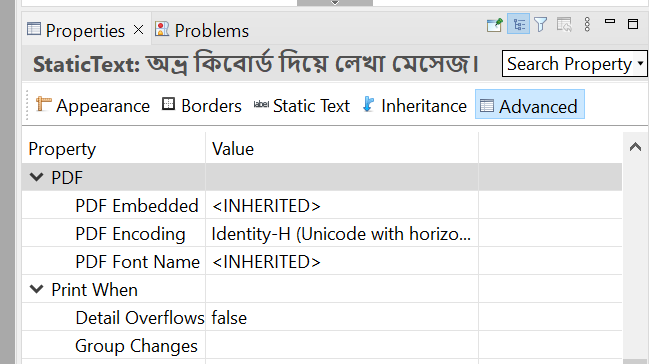 Properties × Problems
StaticText: অভ্র কিবোর্ড দিয়ে লেখা মেসেজ। Search Property
Appearance Borders label Static Text Inheritance Advanced
Property Value
PDF
PDF Embedded <INHERITED>
PDF Encoding Identity-H (Unicode with horizo...
PDF Font Name <INHERITED>
Print When
Detail Overflows false
Group Changes